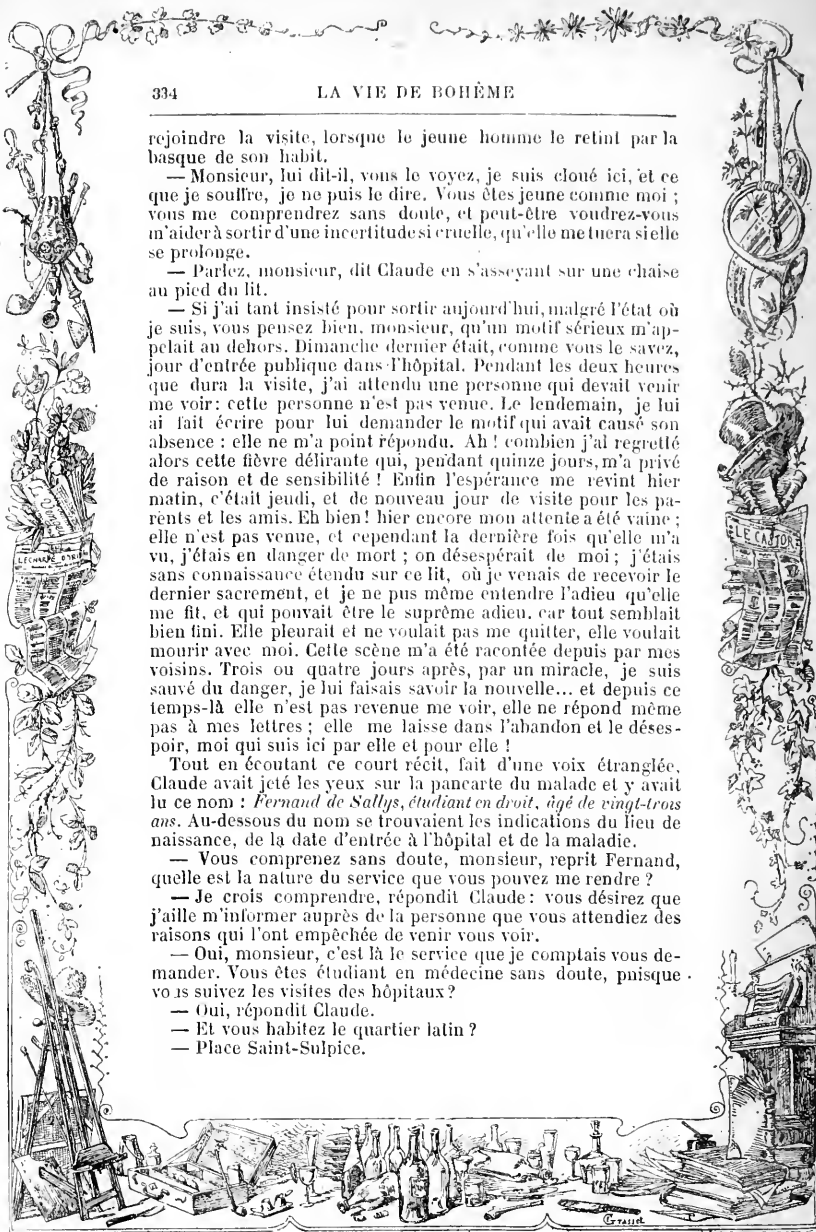 334 LA VIE DE BOHÈME
rejoindre la visite, lorsque le jeune homme le retint par la
basque de son habit.
— Monsieur, lui dit-il, vous le voyez, je suis cloué ici, et ce
que je souffre, je ne puis le dire. Vous êtes jeune comme moi ;
vous me comprendrez sans doute, et peut-être voudrez-vous
m'aider à sortir d'une incertitude si cruelle, qu'elle me tuera si elle
se prolonge.
— Parlez, monsieur, dit Claude en s'asseyant sur une chaise
au pied du lit.
— Si j'ai tant insisté pour sortir aujourd'hui, malgré l'état où
je suis, vous pensez bien, monsieur, qu'un motif sérieux m'ap-
pelait au dehors. Dimanche dernier était, comme vous le savez,
jour d'entrée publique dans l'hôpital. Pendant les deux heures
que dura la visite, j'ai attendu une personne qui devait venir
me voir : cette personne n'est pas venue. Le lendemain, je lui
ai fait écrire pour lui demander le motif qui avait causé son
absence : elle ne m'a point répondu. Ah ! combien j'ai regretté
alors cette fièvre délirante qui, pendant quinze jours, m'a privé
de raison et de sensibilité ! Enfin l'espérance me revint hier
matin, c'était jeudi, et de nouveau jour de visite pour les pa-
rents et les amis. Eh bien ! hier encore mon attente a été vaine ;
elle n'est pas venue, et cependant la dernière fois qu'elle m'a
vu, j'étais en danger de mort ; on désespérait de moi ; j'étais
sans connaissance étendu sur ce lit, où je venais de recevoir le
dernier sacrement, et je ne pus même entendre l'adieu qu'elle
me fit, et qui pouvait être le suprême adieu, car tout semblait
bien fini. Elle pleurait et ne voulait pas me quitter, elle voulait
mourir avec moi. Cette scène m'a été racontée depuis par mes
voisins. Trois ou quatre jours après, par un miracle, je suis
sauvé du danger, je lui faisais savoir la nouvelle... et depuis ce
temps-là elle n'est pas revenue me voir, elle ne répond même
pas à mes lettres ; elle me laisse dans l'abandon et le déses-
poir, moi qui suis ici par elle et pour elle !
Tout en écoutant ce court récit, fait d'une voix étranglée,
Claude avait jeté les yeux sur la pancarte du malade et y avait
lu ce nom : Fernand de Sallys, étudiant en droit, âgé de vingt-trois
ans. Au-dessous du nom se trouvaient les indications du lieu de
naissance, de la date d'entrée à l'hôpital et de la maladie.
— Vous comprenez sans doute, monsieur, reprit Fernand,
quelle est la nature du service que vous pouvez me rendre ?
— Je crois comprendre, répondit Claude : vous désirez que
j'aille m'informer auprès de la personne que vous attendiez des
raisons qui l'ont empêchée de venir vous voir.
— Oui, monsieur, c'est là le service que je comptais vous de-
mander. Vous êtes étudiant en médecine sans doute, puisque
vous suivez les visites des hôpitaux ?
— Oui, répondit Claude.
— Et vous habitez le quartier latin ?
— Place Saint-Sulpice.
LE CASTOR
L'ECHARPE D'IRIS
GRASSET